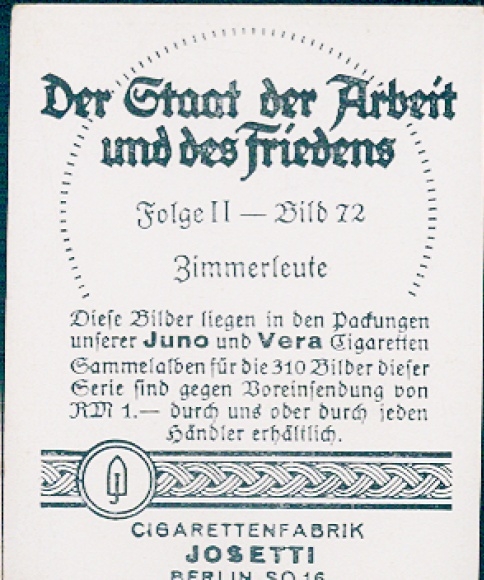 Der Staat der Arbeit
und des Friedens
Folge II — Bild 72
Zimmerleute
Diese Bilder liegen in den Packungen
unserer Juno und Vera Cigaretten
Sammelalben für die 310 Bilder dieser
Serie sind gegen Voreinsendung von
RM 1.— durch uns oder durch jeden
Händler erhältlich.
CIGARETTENFABRIK
JOSETTI
BERLIN SO 16